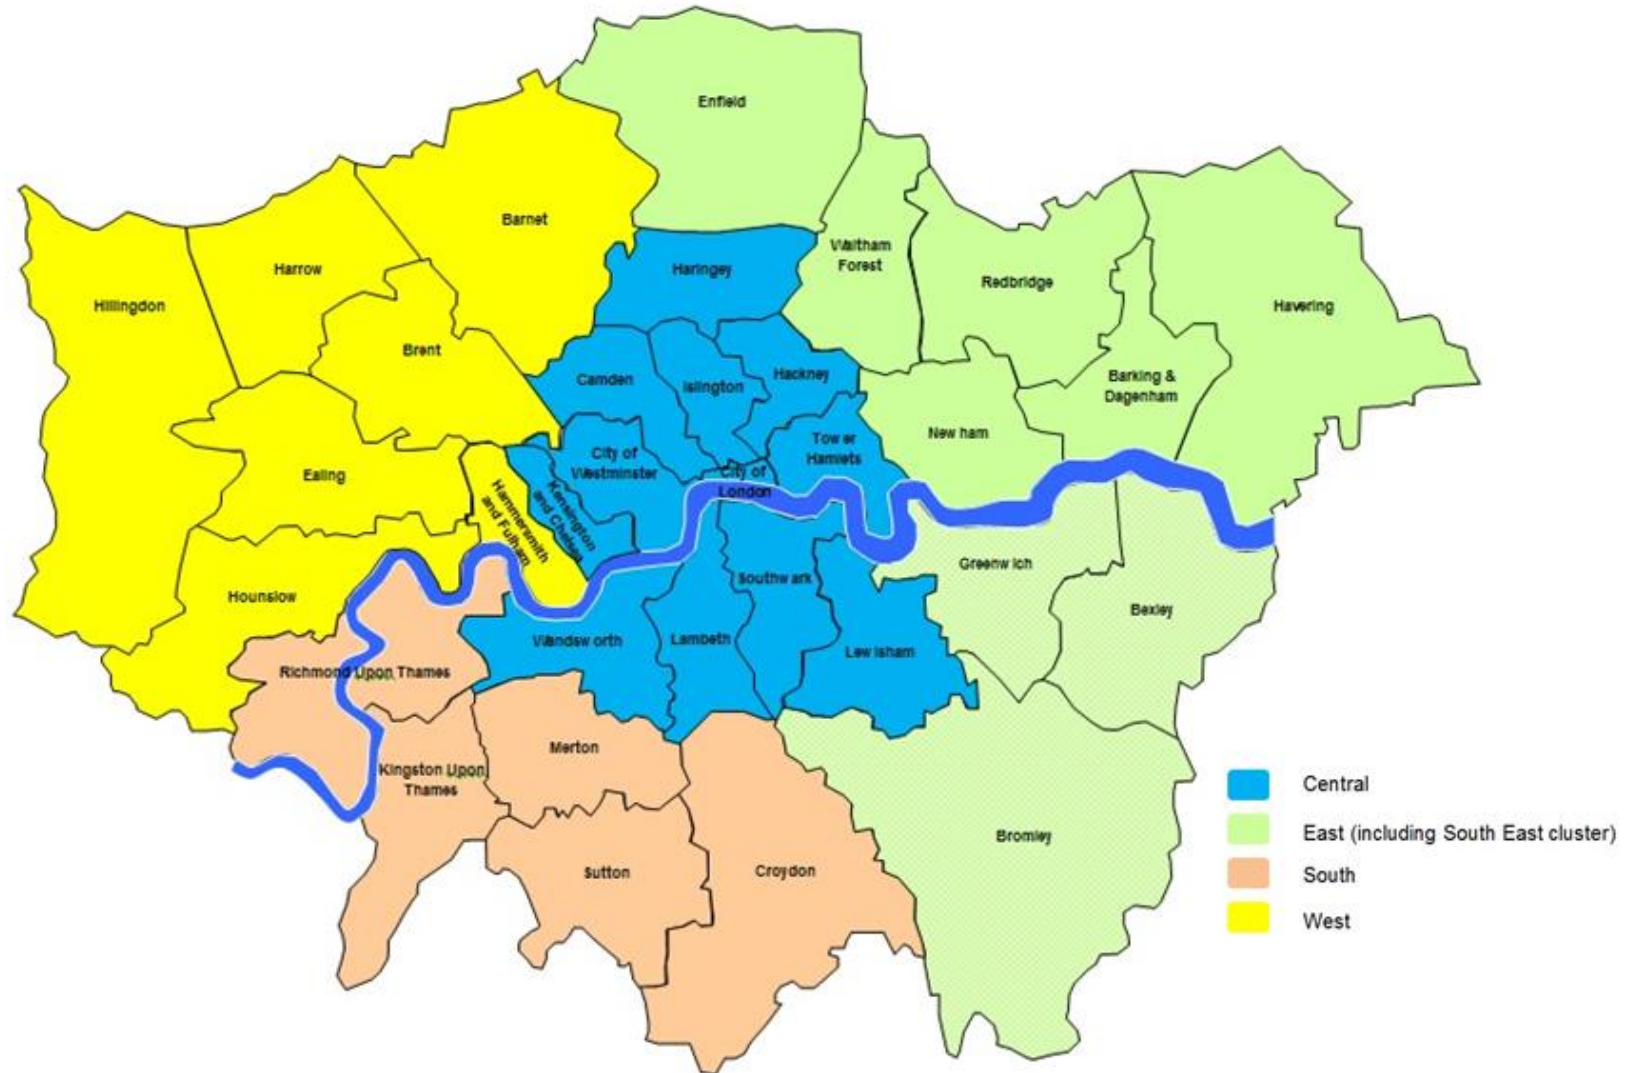 Enfield
Barnet
Waltham
Forest
Harrow
Haringey
Redbridge
Hillingdon
Havering
Brent
Camden
Islington
Hackney
Barking &
Dagenham
Newham
Tower
Hamlets
City of
Westminster
City of
London
Ealing
Hammersmith
and Fulham
Kensington
and Chelsea
Greenwich
Southwark
Hounslow
Bexley
Wandsworth
Lambeth
Lewisham
Richmond Upon Thames
Merton
Kingston Upon
Thames
Bromley
Sutton
Croydon
Central
East (including South East cluster)
South
West